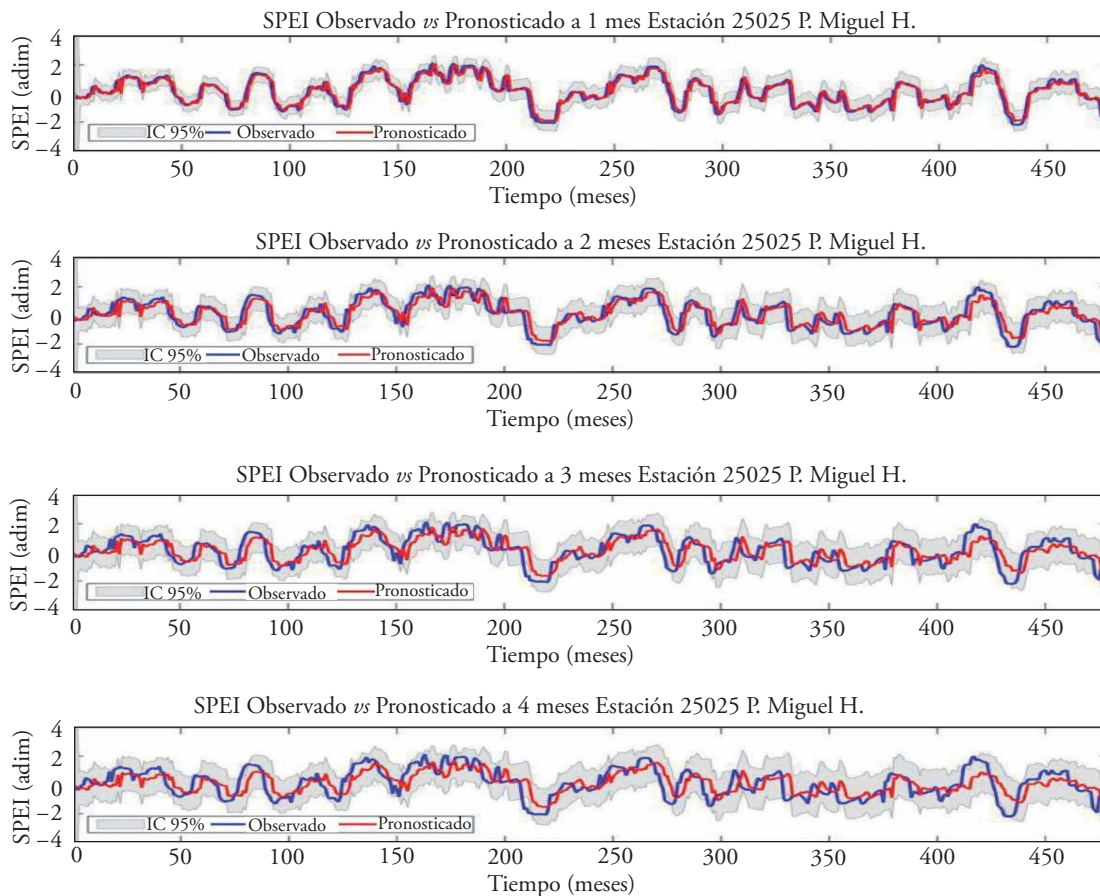 SPEI Observado vs Pronosticado a 1 mes Estación 25025 P. Miguel H.
SPEI (adim)
4
2
0
−2
−4
IC 95% Observado Pronosticado
0 50 100 150 200 250 300 350 400 450
Tiempo (meses)
SPEI Observado vs Pronosticado a 2 meses Estación 25025 P. Miguel H.
SPEI (adim)
4
2
0
−2
−4
IC 95% Observado Pronosticado
0 50 100 150 200 250 300 350 400 450
Tiempo (meses)
SPEI Observado vs Pronosticado a 3 meses Estación 25025 P. Miguel H.
SPEI (adim)
4
2
0
−2
−4
IC 95% Observado Pronosticado
0 50 100 150 200 250 300 350 400 450
Tiempo (meses)
SPEI Observado vs Pronosticado a 4 meses Estación 25025 P. Miguel H.
SPEI (adim)
4
2
0
−2
−4
IC 95% Observado Pronosticado
0 50 100 150 200 250 300 350 400 450
Tiempo (meses)